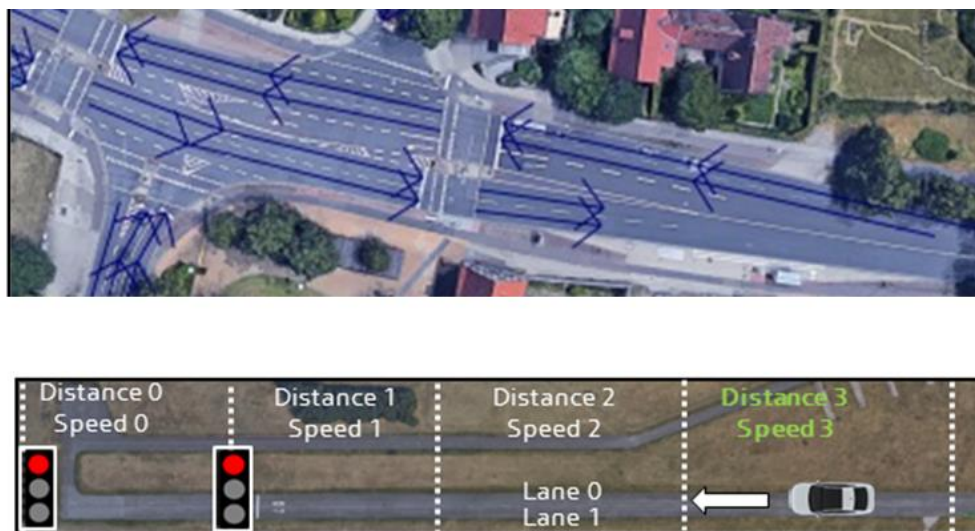 Distance 0
Speed 0
Distance 1
Speed 1
Distance 2
Speed 2
Distance 3
Speed 3
Lane 0
Lane 1